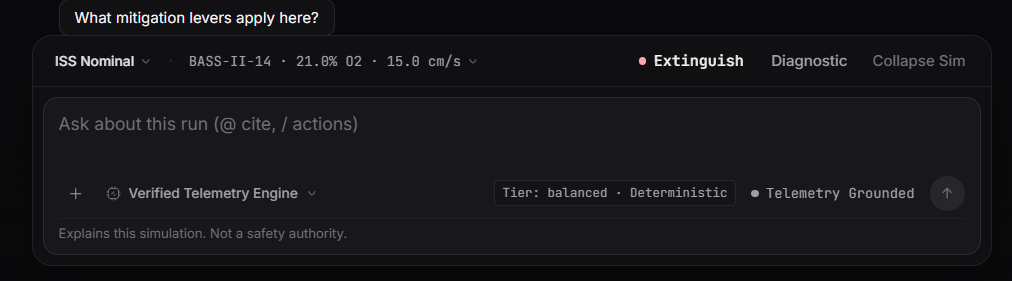 What mitigation levers apply here?
ISS Nominal · BASS-II-14 · 21.0% O2 · 15.0 cm/s Extinguish Diagnostic Collapse Sim
Ask about this run (@ cite, / actions)
Verified Telemetry Engine Tier: balanced · Deterministic Telemetry Grounded
Explains this simulation. Not a safety authority.